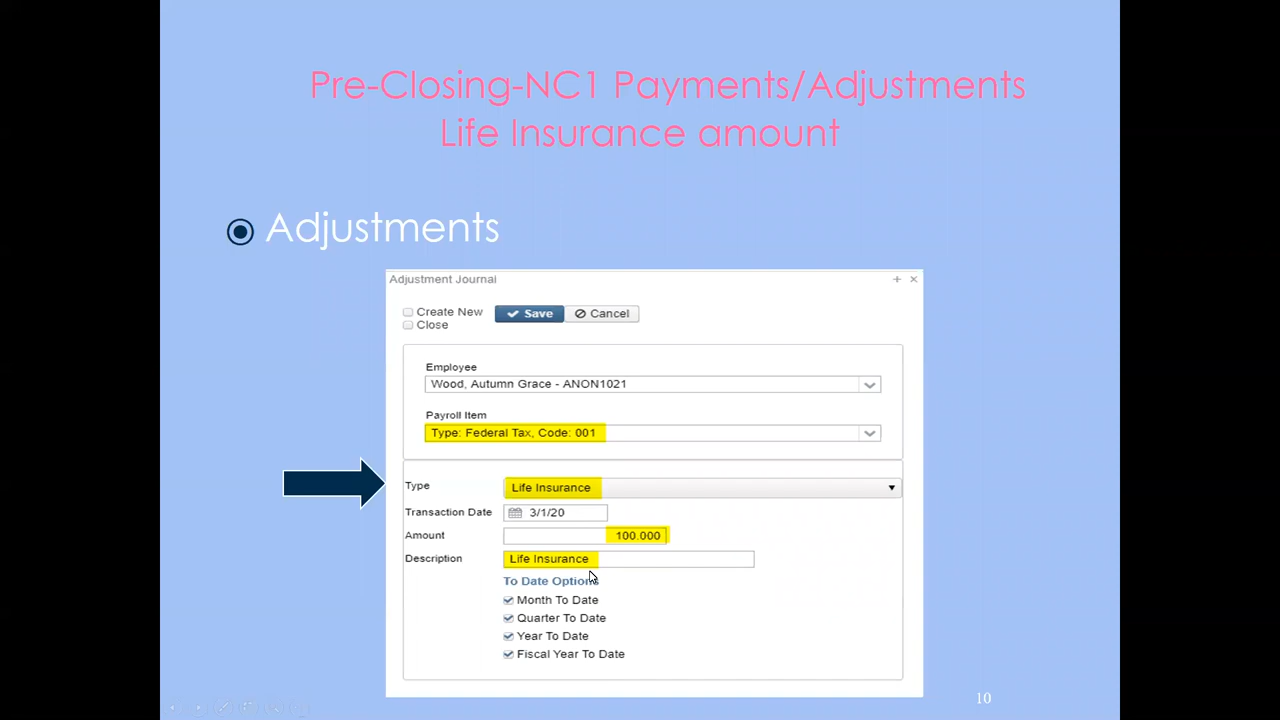 Pre-Closing-NC1 Payments/Adjustments
Life Insurance amount
Adjustments
Adjustment Journal
Create New
Close
Save
Cancel
Employee
Wood, Autumn Grace - ANON1021
Payroll Item
Type: Federal Tax, Code: 001
Type Life Insurance
Transaction Date 3/1/20
Amount 100.000
Description Life Insurance
To Date Options
Month To Date
Quarter To Date
Year To Date
Fiscal Year To Date
10